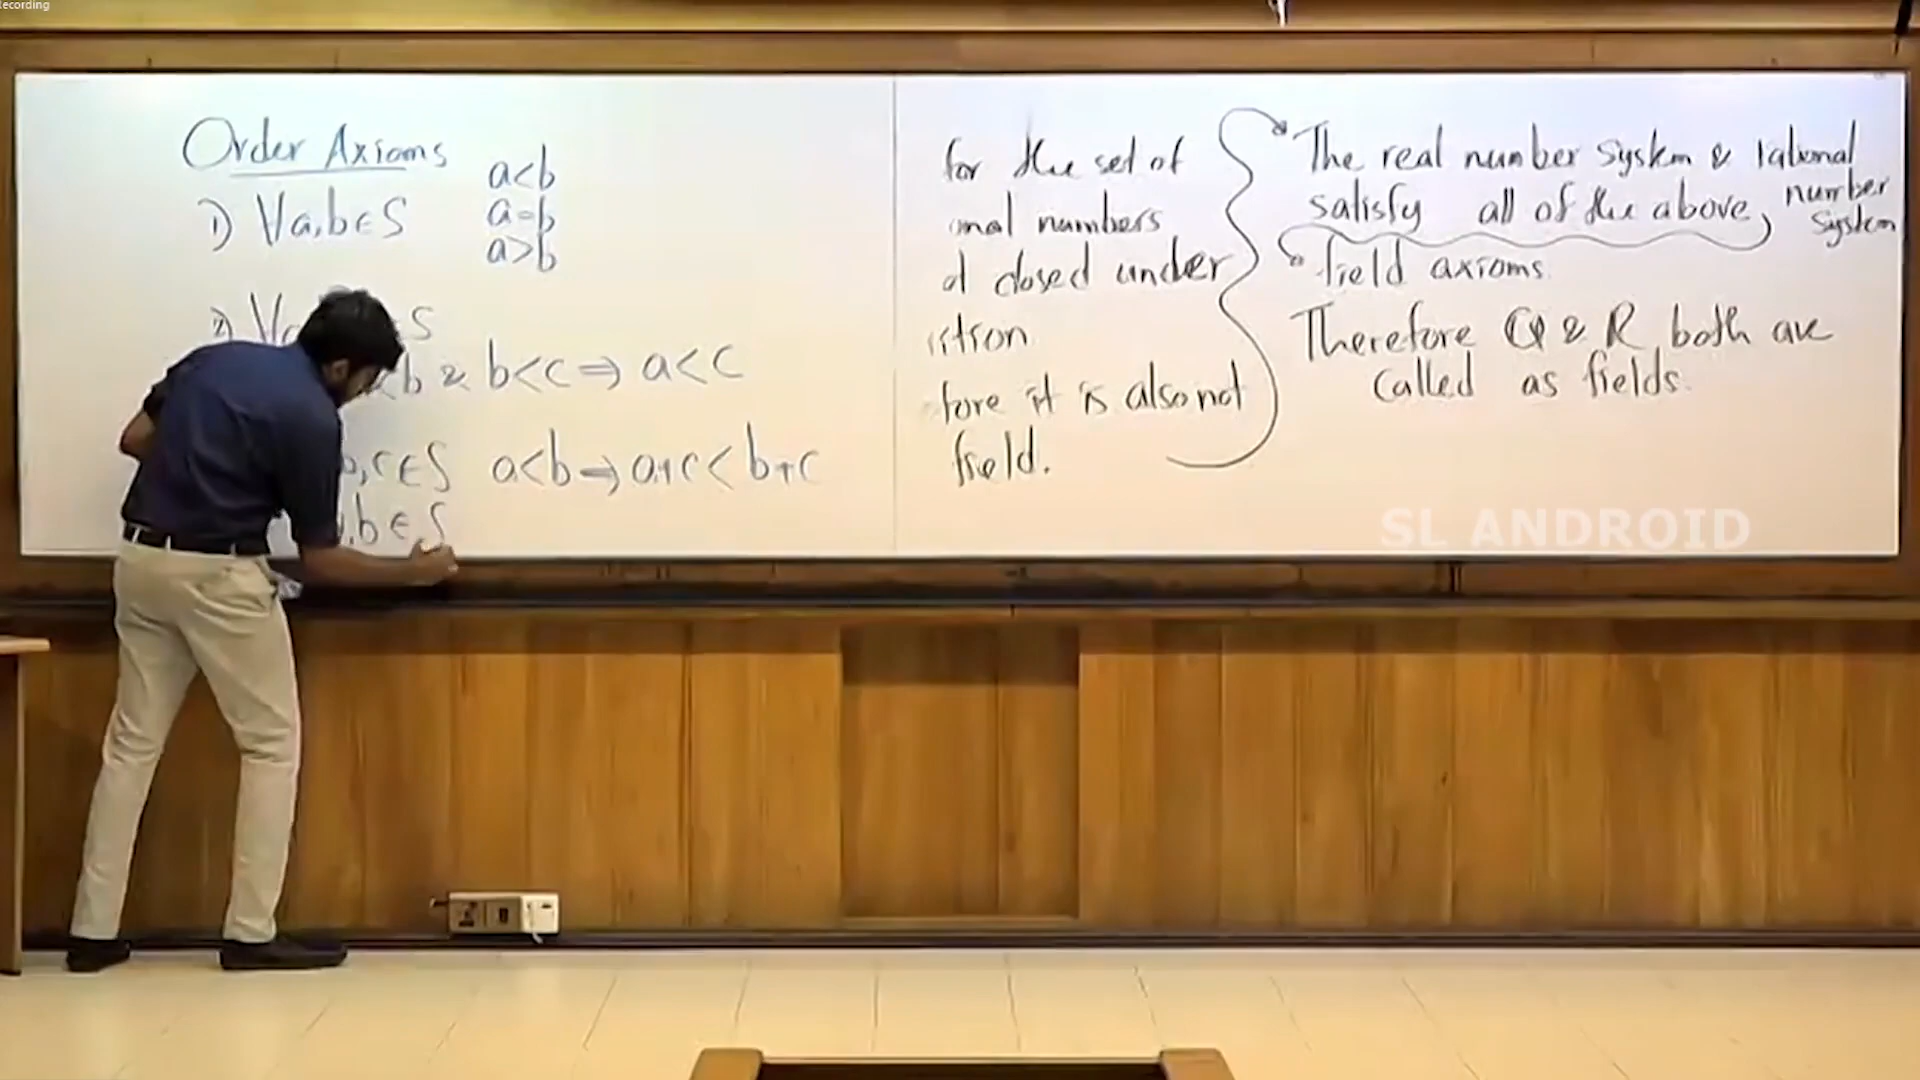 ecording
Order Axioms
1) ∀a,b∈S
a<b
a=b
a>b
2) ∀
S
b & b<c ⇒ a<c
b,c∈S a<b ⇒ a+c < b+c
,b∈S
for the set of
onal numbers
closed under
fore it is also not
field.
The real number system & rational
number
system
satisfy all of the above,
field axioms.
Therefore Q & R both are
called as fields.
SL ANDROID